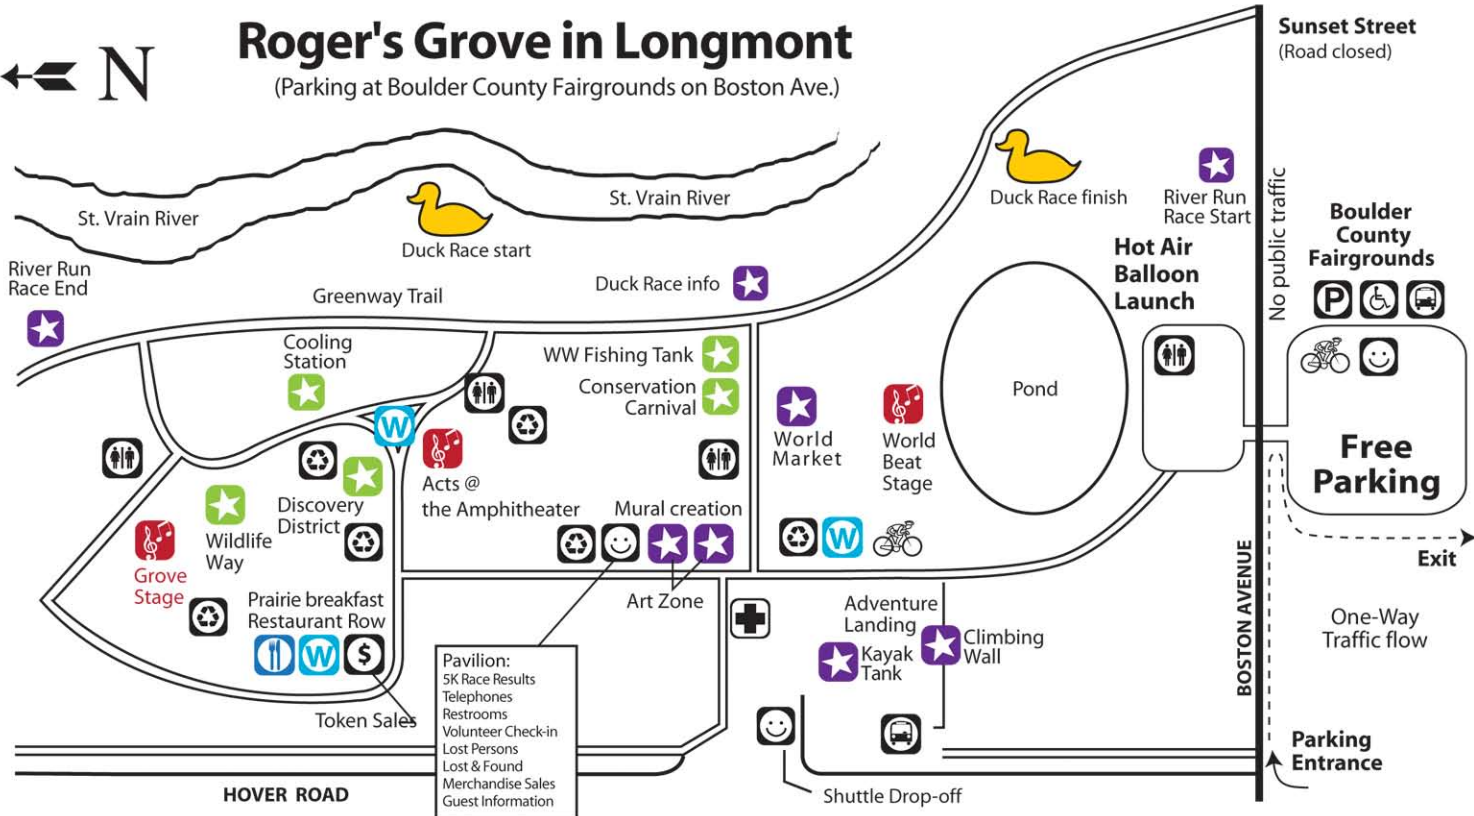 Roger's Grove in Longmont
(Parking at Boulder County Fairgrounds on Boston Ave.)
N
Sunset Street
(Road closed)
St. Vrain River
St. Vrain River
Duck Race start
Duck Race finish
River Run
Race Start
No public traffic
Boulder
County
Fairgrounds
P
River Run
Race End
Greenway Trail
Duck Race info
Hot Air
Balloon
Launch
Cooling
Station
WW Fishing Tank
Conservation
Carnival
W
World
Market
World
Beat
Stage
Pond
Free
Parking
Acts @
the Amphitheater
Discovery
District
Wildlife
Way
Grove
Stage
Mural creation
W
Art Zone
Exit
BOSTON AVENUE
Prairie breakfast
Restaurant Row
W
$
Token Sales
Pavilion:
5K Race Results
Telephones
Restrooms
Volunteer Check-in
Lost Persons
Lost & Found
Merchandise Sales
Guest Information
Adventure
Landing
Kayak
Tank
Climbing
Wall
One-Way
Traffic flow
Parking
Entrance
Shuttle Drop-off
HOVER ROAD